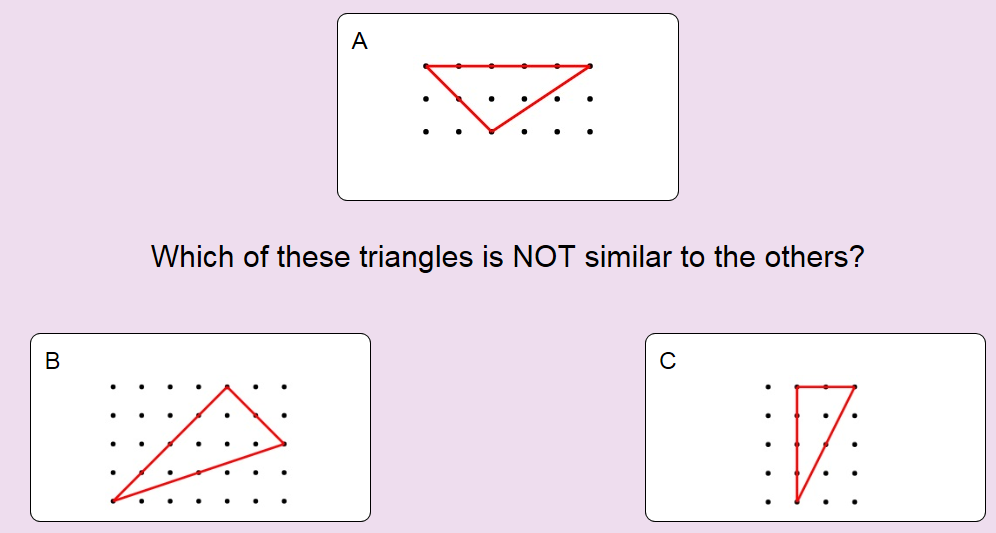 A
Which of these triangles is NOT similar to the others?
B
C